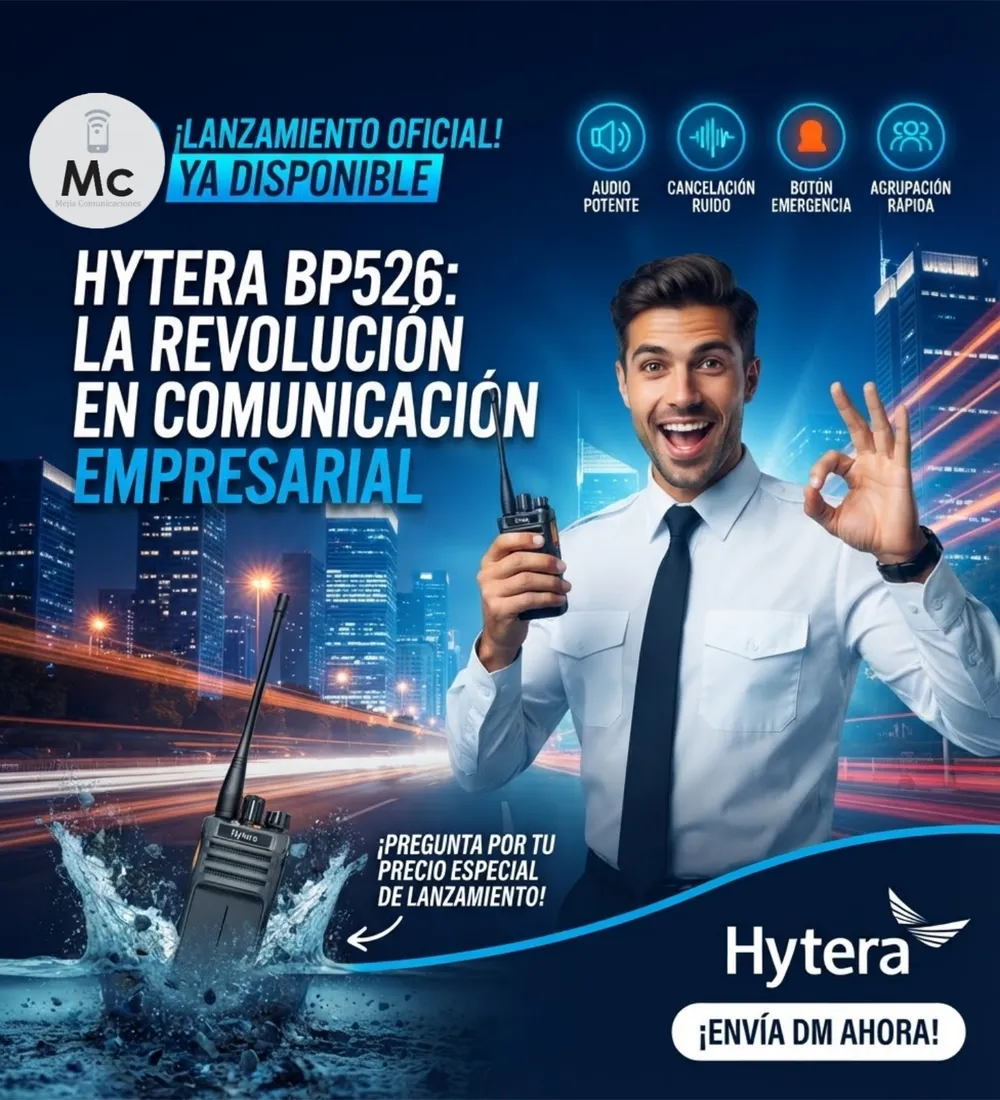 Mc
Mejía Comunicaciones
¡LANZAMIENTO OFICIAL!
YA DISPONIBLE
AUDIO
POTENTE
CANCELACIÓN
RUIDO
BOTÓN
EMERGENCIA
AGRUPACIÓN
RÁPIDA
HYTERA BP526:
LA REVOLUCIÓN
EN COMUNICACIÓN
EMPRESARIAL
¡PREGUNTA POR TU
PRECIO ESPECIAL
DE LANZAMIENTO!
Hytera
Hytera
¡ENVÍA DM AHORA!